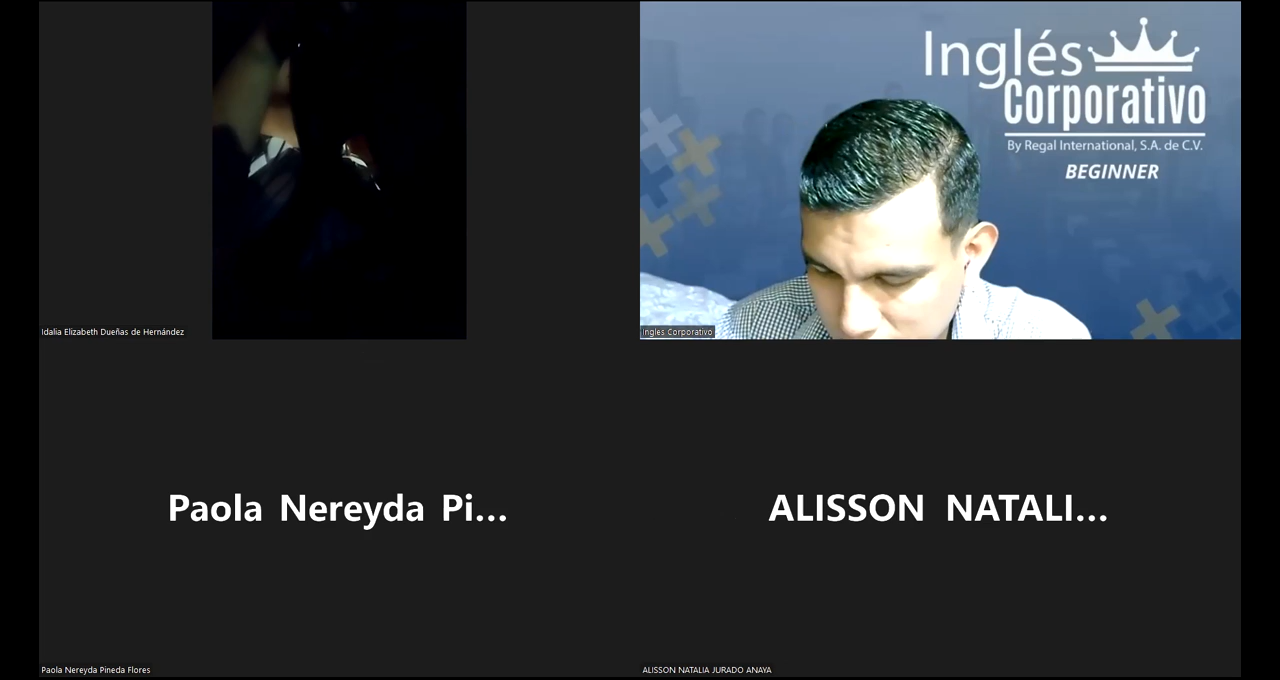 Inglés
Corporativo
By Regal International, S.A. de C.V.
BEGINNER
Idalia Elizabeth Dueñas de Hernández
Inglés Corporativo
Paola Nereyda Pi...
ALISSON NATALI...
Paola Nereyda Pineda Flores
ALISSON NATALIA JURADO ANAYA